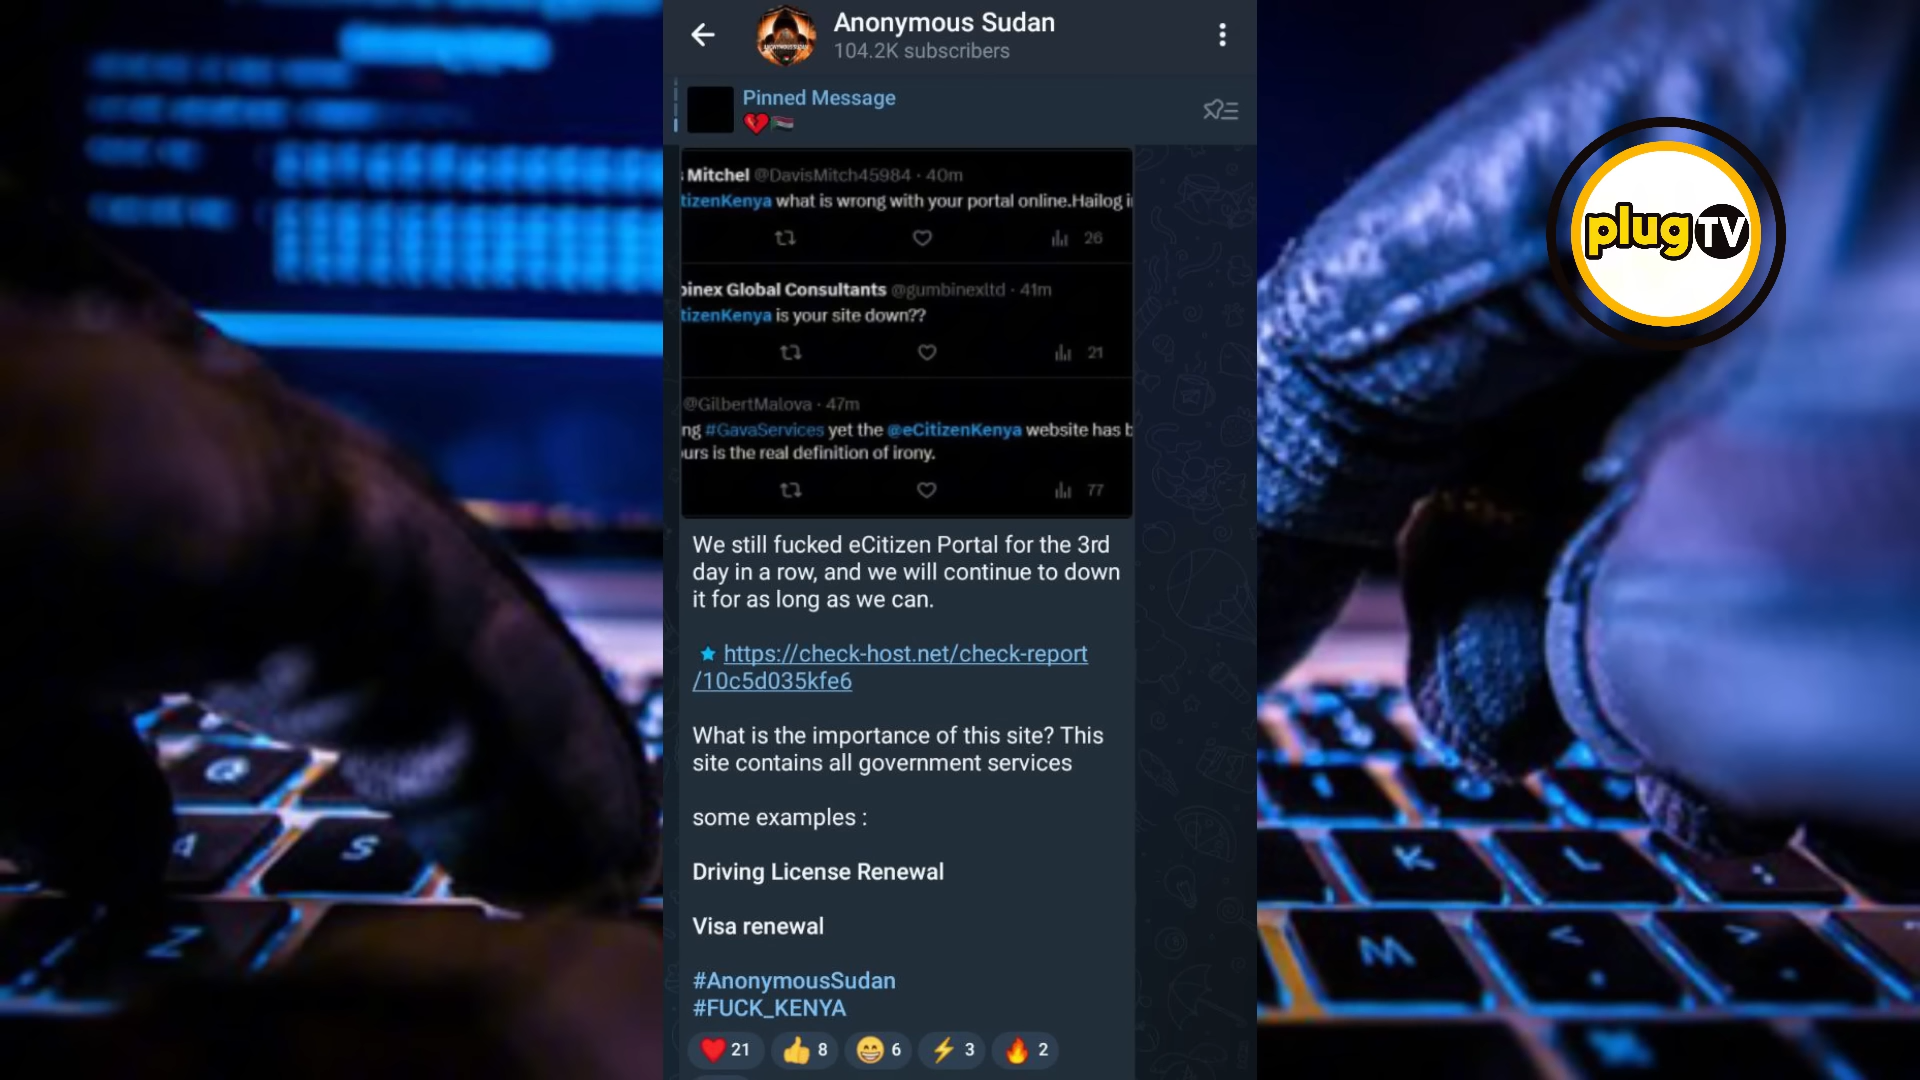 Anonymous Sudan
104.2K subscribers
Pinned Message
plug TV
Mitchel @DavisMitch45984 · 40m
tizenKenya what is wrong with your portal online.Hailog i
26
binex Global Consultants @gumbinexltd · 41m
tizenKenya is your site down??
21
@GilbertMalova · 47m
ng #GavaServices yet the @eCitizenKenya website has b
urs is the real definition of irony.
77
We still fucked eCitizen Portal for the 3rd
day in a row, and we will continue to down
it for as long as we can.
https://check-host.net/check-report
/10c5d035kfe6
What is the importance of this site? This
site contains all government services
some examples :
Driving License Renewal
Visa renewal
#AnonymousSudan
#FUCK_KENYA
21 8 6 3 2
Q
A S
Z
K L
M < >